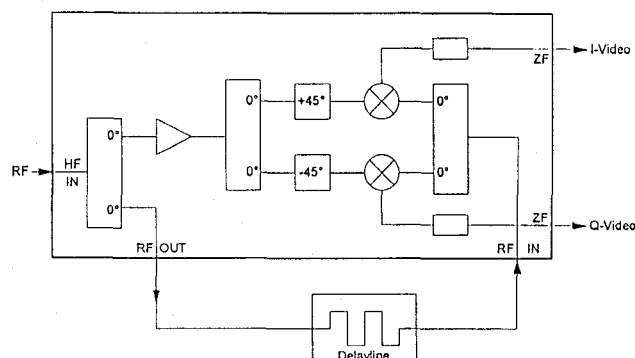 I-Video
ZF
0°
+45°
0°
0°
RF
HF
IN
0°
0°
-45°
0°
ZF
Q-Video
RF OUT
RF IN
Delayline